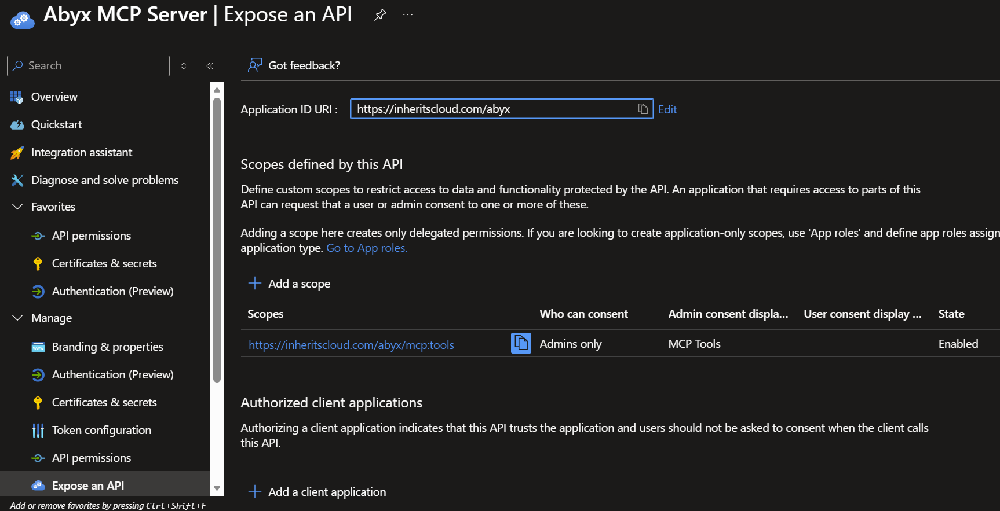 Abyx MCP Server | Expose an API
Search
Overview
Quickstart
Integration assistant
Diagnose and solve problems
Favorites
API permissions
Certificates & secrets
Authentication (Preview)
Manage
Branding & properties
Authentication (Preview)
Certificates & secrets
Token configuration
API permissions
Expose an API
Add or remove favorites by pressing Ctrl+Shift+F
Got feedback?
Application ID URI : https://inheritscloud.com/abyx Edit
Scopes defined by this API
Define custom scopes to restrict access to data and functionality protected by the API. An application that requires access to parts of this
API can request that a user or admin consent to one or more of these.
Adding a scope here creates only delegated permissions. If you are looking to create application-only scopes, use 'App roles' and define app roles assign
application type. Go to App roles.
Add a scope
Scopes Who can consent Admin consent displa... User consent display ... State
https://inheritscloud.com/abyx/mcp:tools Admins only MCP Tools Enabled
Authorized client applications
Authorizing a client application indicates that this API trusts the application and users should not be asked to consent when the client calls
this API.
Add a client application